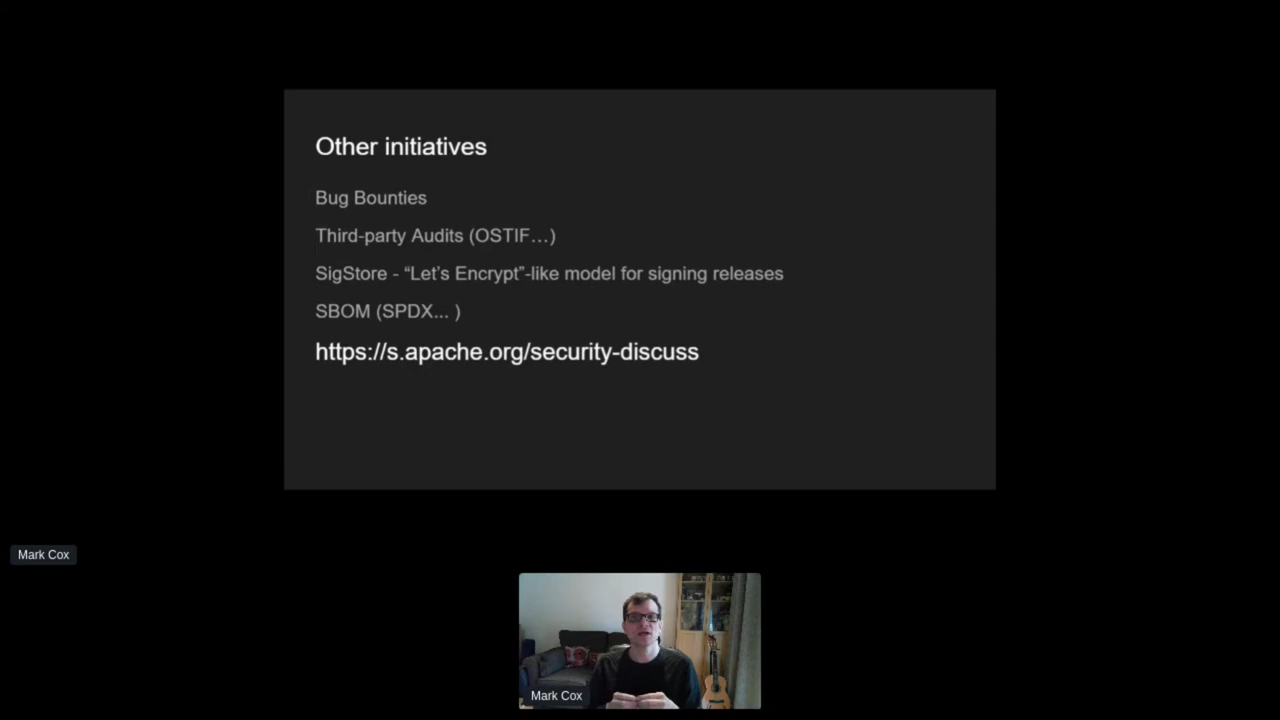 Other initiatives
Bug Bounties
Third-party Audits (OSTIF…)
SigStore - “Let’s Encrypt”-like model for signing releases
SBOM (SPDX... )
https://s.apache.org/security-discuss
Mark Cox
Mark Cox